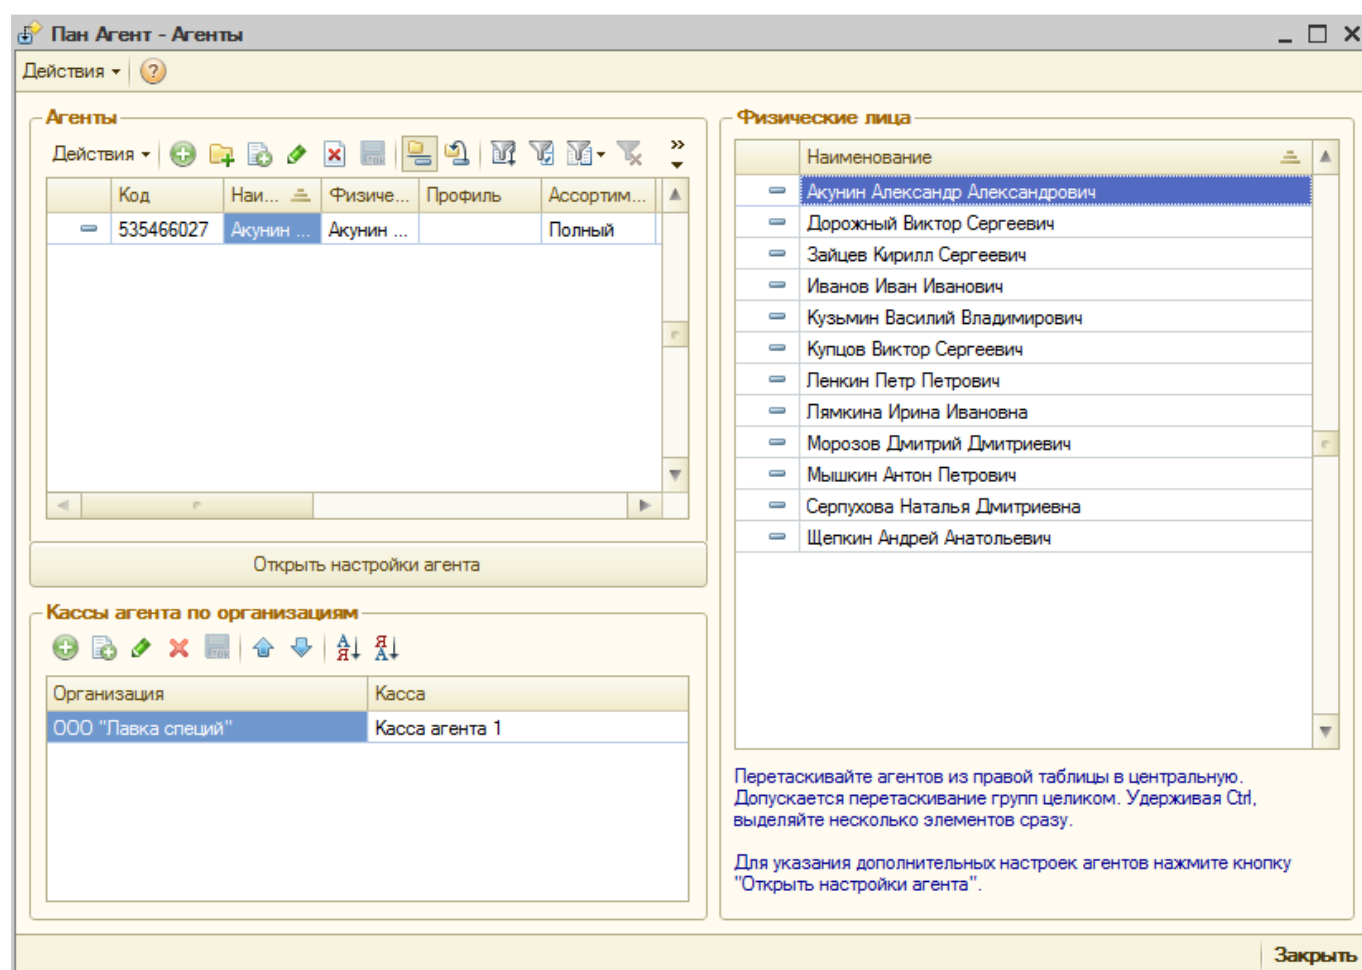 Пан Агент - Агенты
Действия
Агенты
Действия
Код Наи... Физиче... Профиль Ассортим...
535466027 Акунин ... Акунин ... Полный
Открыть настройки агента
Кассы агента по организациям
Организация Касса
ООО "Лавка специй" Касса агента 1
Физические лица
Наименование
Акунин Александр Александрович
Дорожный Виктор Сергеевич
Зайцев Кирилл Сергеевич
Иванов Иван Иванович
Кузьмин Василий Владимирович
Купцов Виктор Сергеевич
Ленкин Петр Петрович
Лямкина Ирина Ивановна
Морозов Дмитрий Дмитриевич
Мышкин Антон Петрович
Серпухова Наталья Дмитриевна
Щепкин Андрей Анатольевич
Перетаскивайте агентов из правой таблицы в центральную.
Допускается перетаскивание групп целиком. Удерживая Ctrl,
выделяйте несколько элементов сразу.
Для указания дополнительных настроек агентов нажмите кнопку
"Открыть настройки агента".
Закрыть